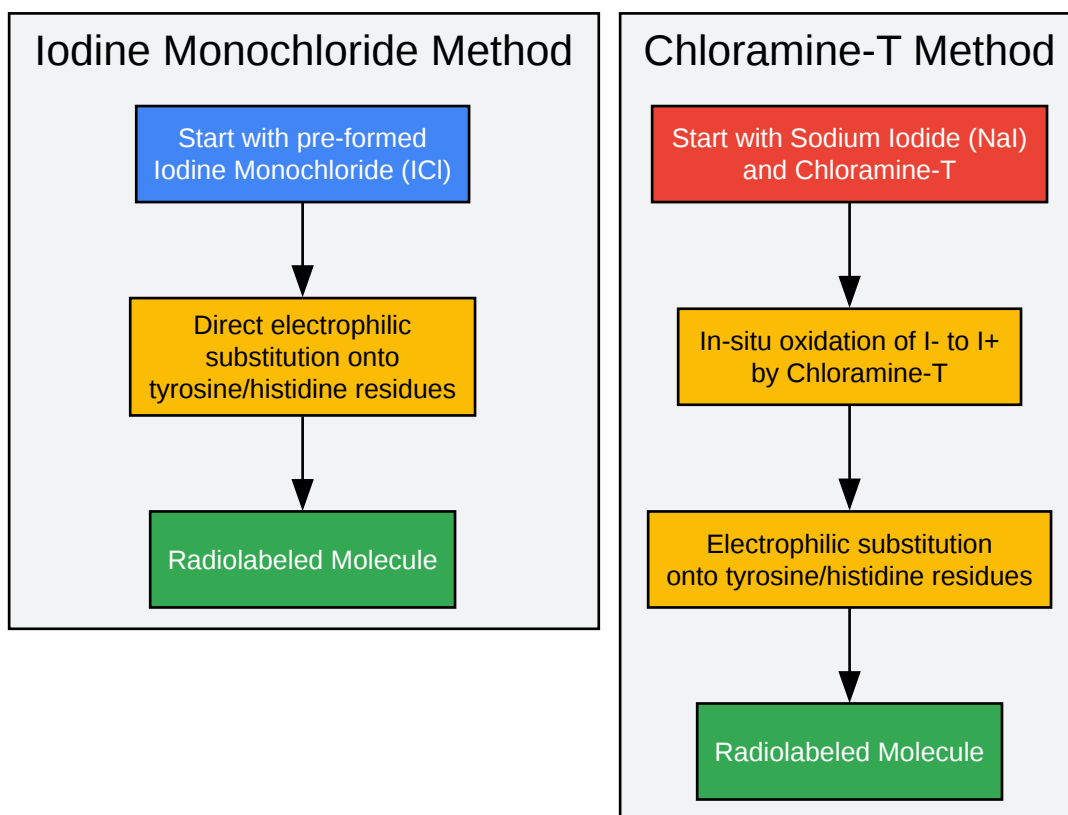 Iodine Monochloride Method
Start with pre-formed
Iodine Monochloride (ICl)
Direct electrophilic
substitution onto
tyrosine/histidine residues
Radiolabeled Molecule
Chloramine-T Method
Start with Sodium Iodide (NaI)
and Chloramine-T
In-situ oxidation of I- to I+
by Chloramine-T
Electrophilic substitution
onto tyrosine/histidine residues
Radiolabeled Molecule